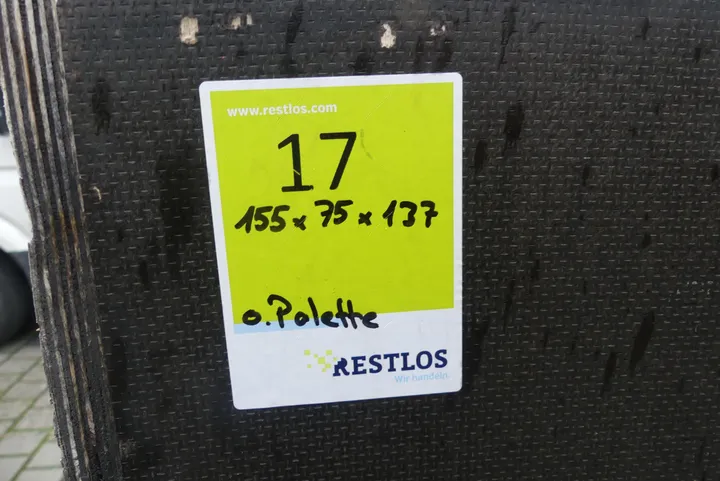 www.restlos.com
17
155 x 75 x 137
o. Palette
RESTLOS
Wir handeln.